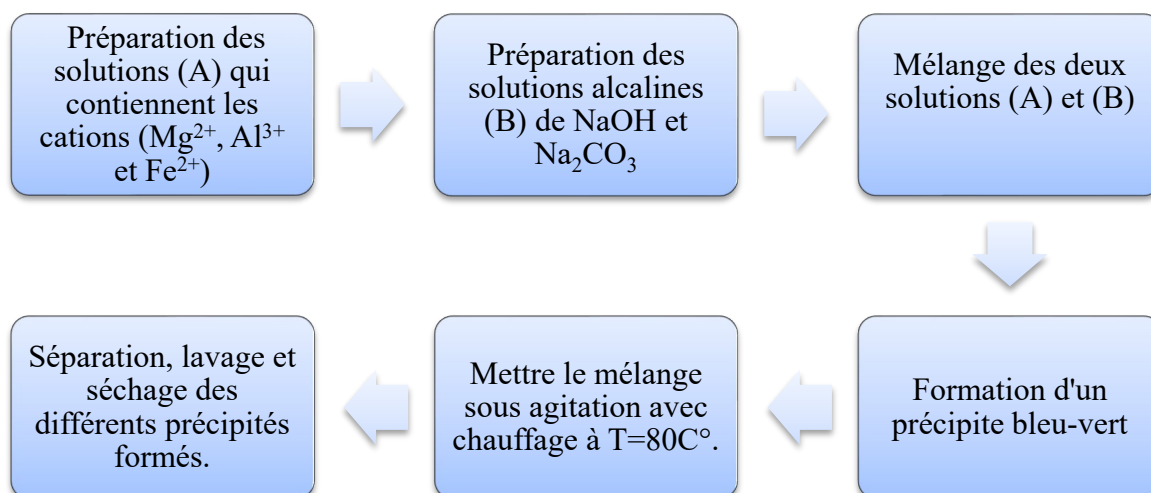 Préparation des
solutions (A) qui
contiennent les
cations (Mg²⁺, Al³⁺
et Fe²⁺)
Préparation des
solutions alcalines
(B) de NaOH et
Na₂CO₃
Mélange des deux
solutions (A) et (B)
Formation d'un
précipite bleu-vert
Mettre le mélange
sous agitation avec
chauffage à T=80C°.
Séparation, lavage et
séchage des
différents précipités
formés.